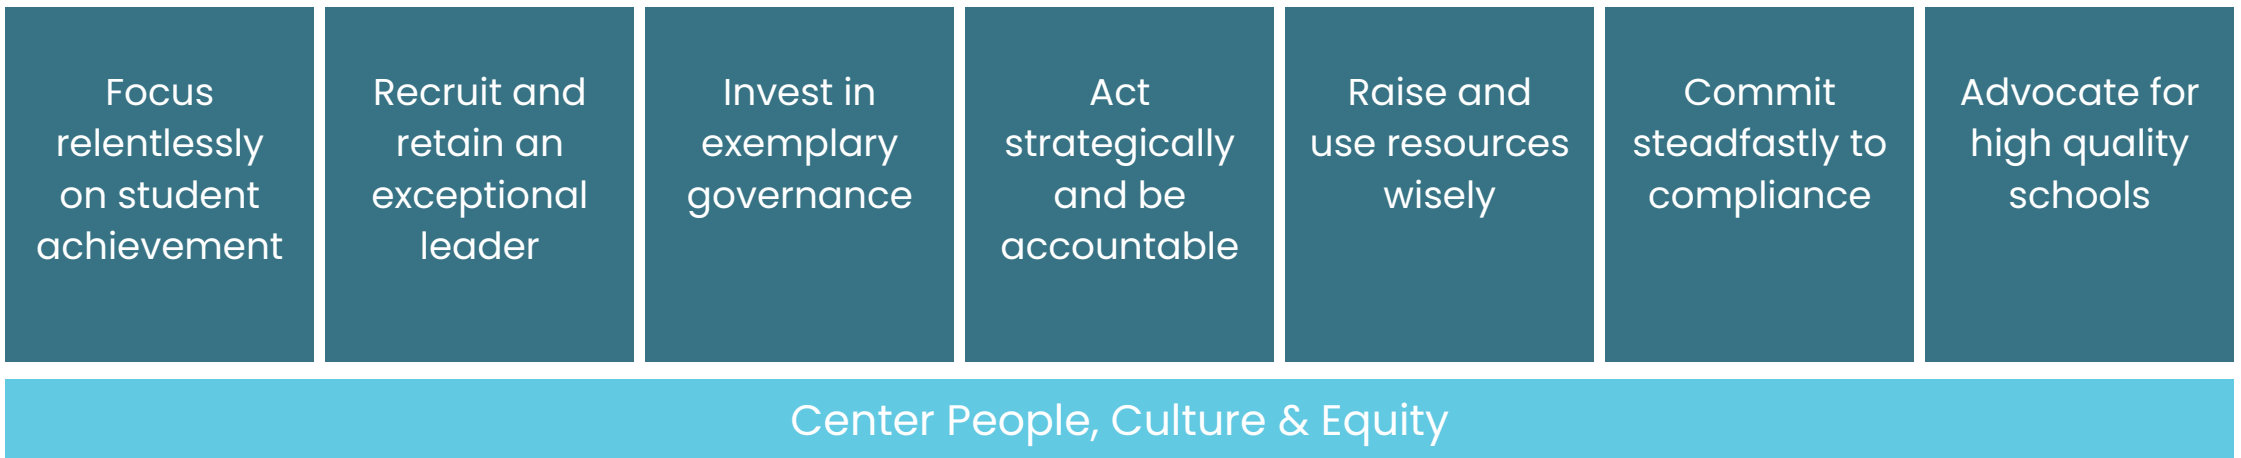 Focus
relentlessly
on student
achievement
Recruit and
retain an
exceptional
leader
Invest in
exemplary
governance
Act
strategically
and be
accountable
Raise and
use resources
wisely
Commit
steadfastly to
compliance
Advocate for
high quality
schools
Center People, Culture & Equity